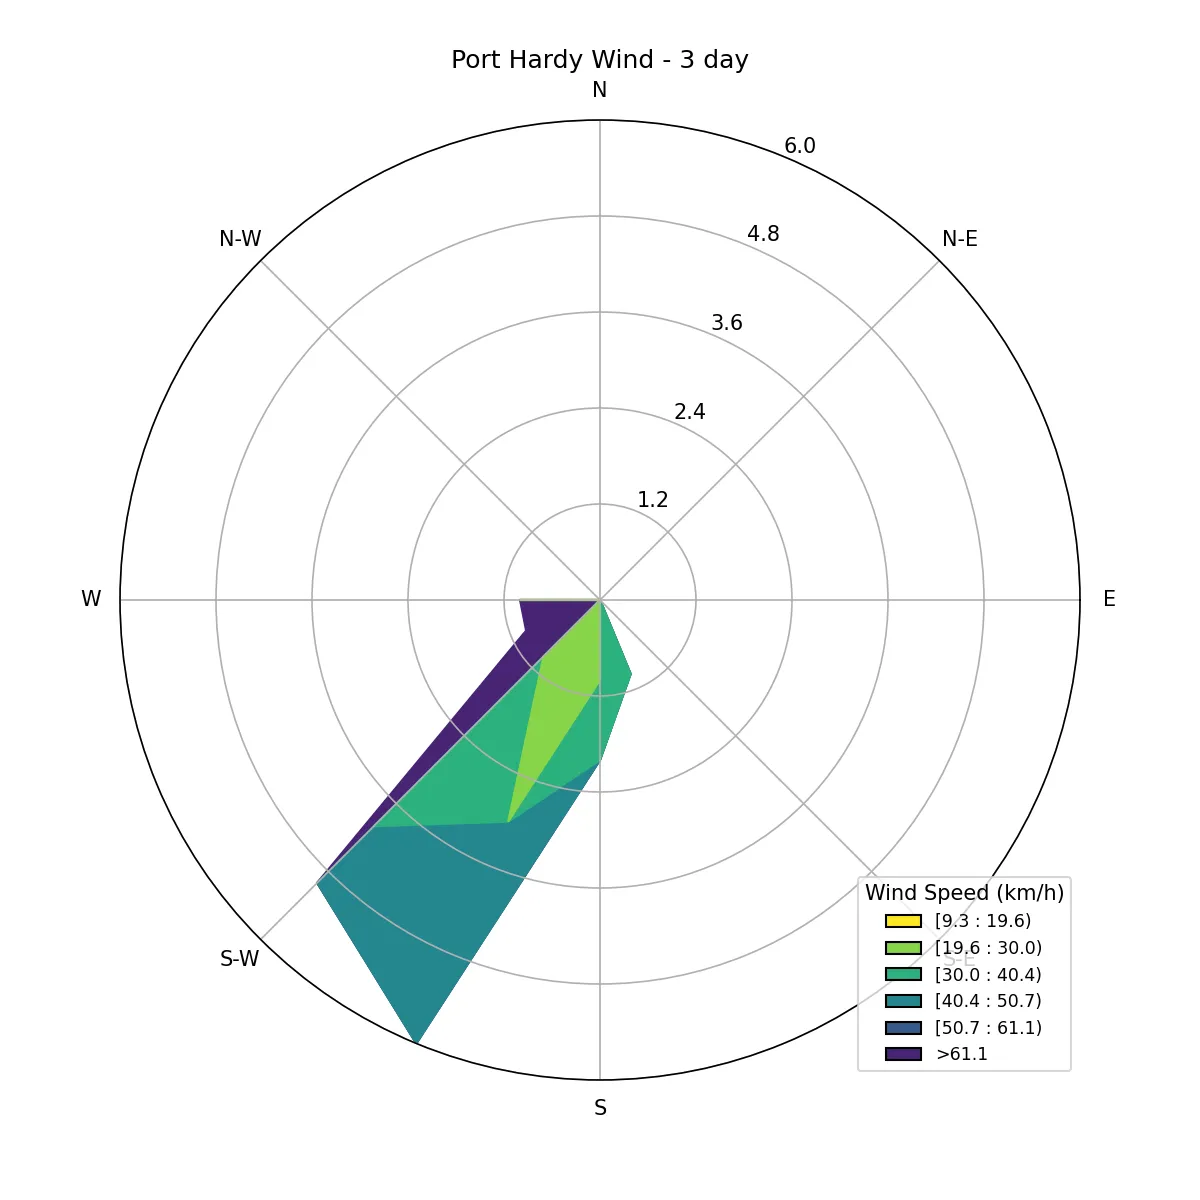 Port Hardy Wind - 3 day
N
6.0
N-W
N-E
4.8
3.6
2.4
1.2
W
E
S-W
S-E
Wind Speed (km/h)
[9.3 : 19.6)
[19.6 : 30.0)
[30.0 : 40.4)
[40.4 : 50.7)
[50.7 : 61.1)
>61.1
S